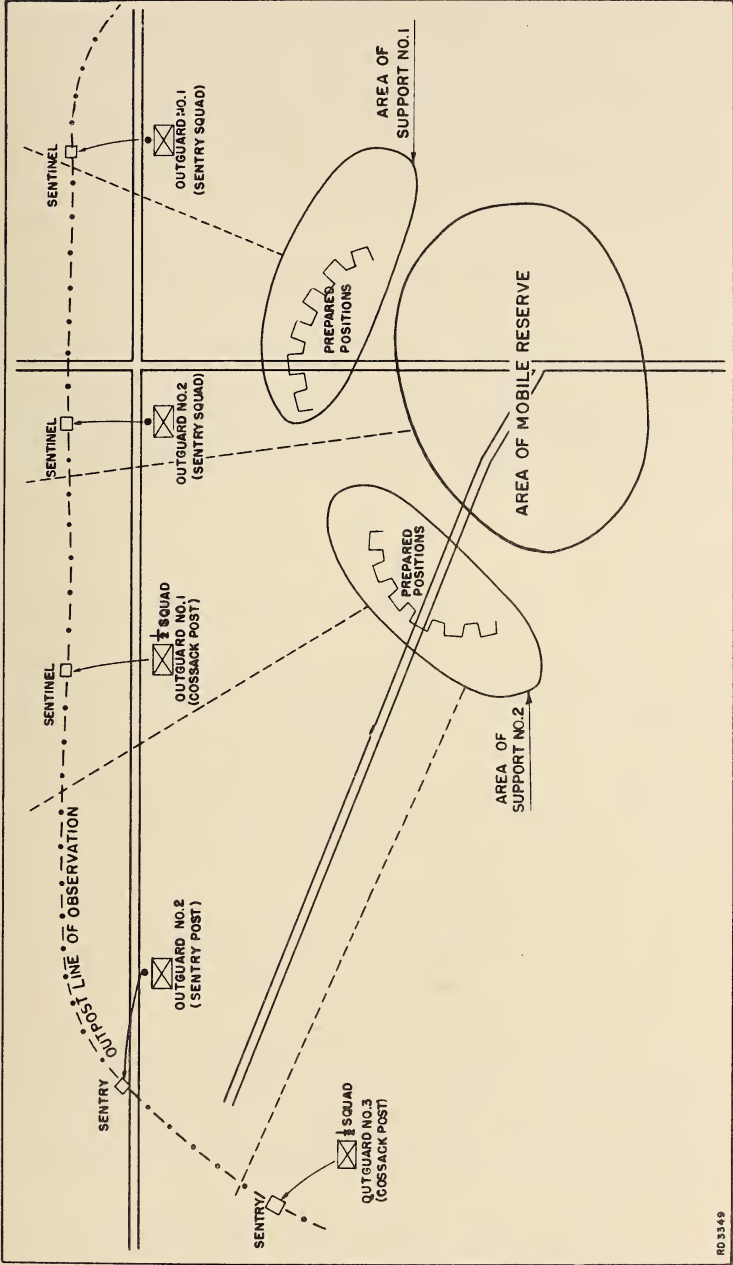 SENTRY
SENTRY
OUTPOST LINE OF OBSERVATION
SENTINEL
SENTINEL
SENTINEL
½ SQUAD
OUTGUARD NO.3
(COSSACK POST)
OUTGUARD NO.2
(SENTRY POST)
½ SQUAD
OUTGUARD NO.1
(COSSACK POST)
OUTGUARD NO.2
(SENTRY SQUAD)
OUTGUARD NO.1
(SENTRY SQUAD)
PREPARED
POSITIONS
AREA OF
SUPPORT NO.1
PREPARED
POSITIONS
AREA OF
SUPPORT NO.2
AREA OF MOBILE RESERVE
RD 3349